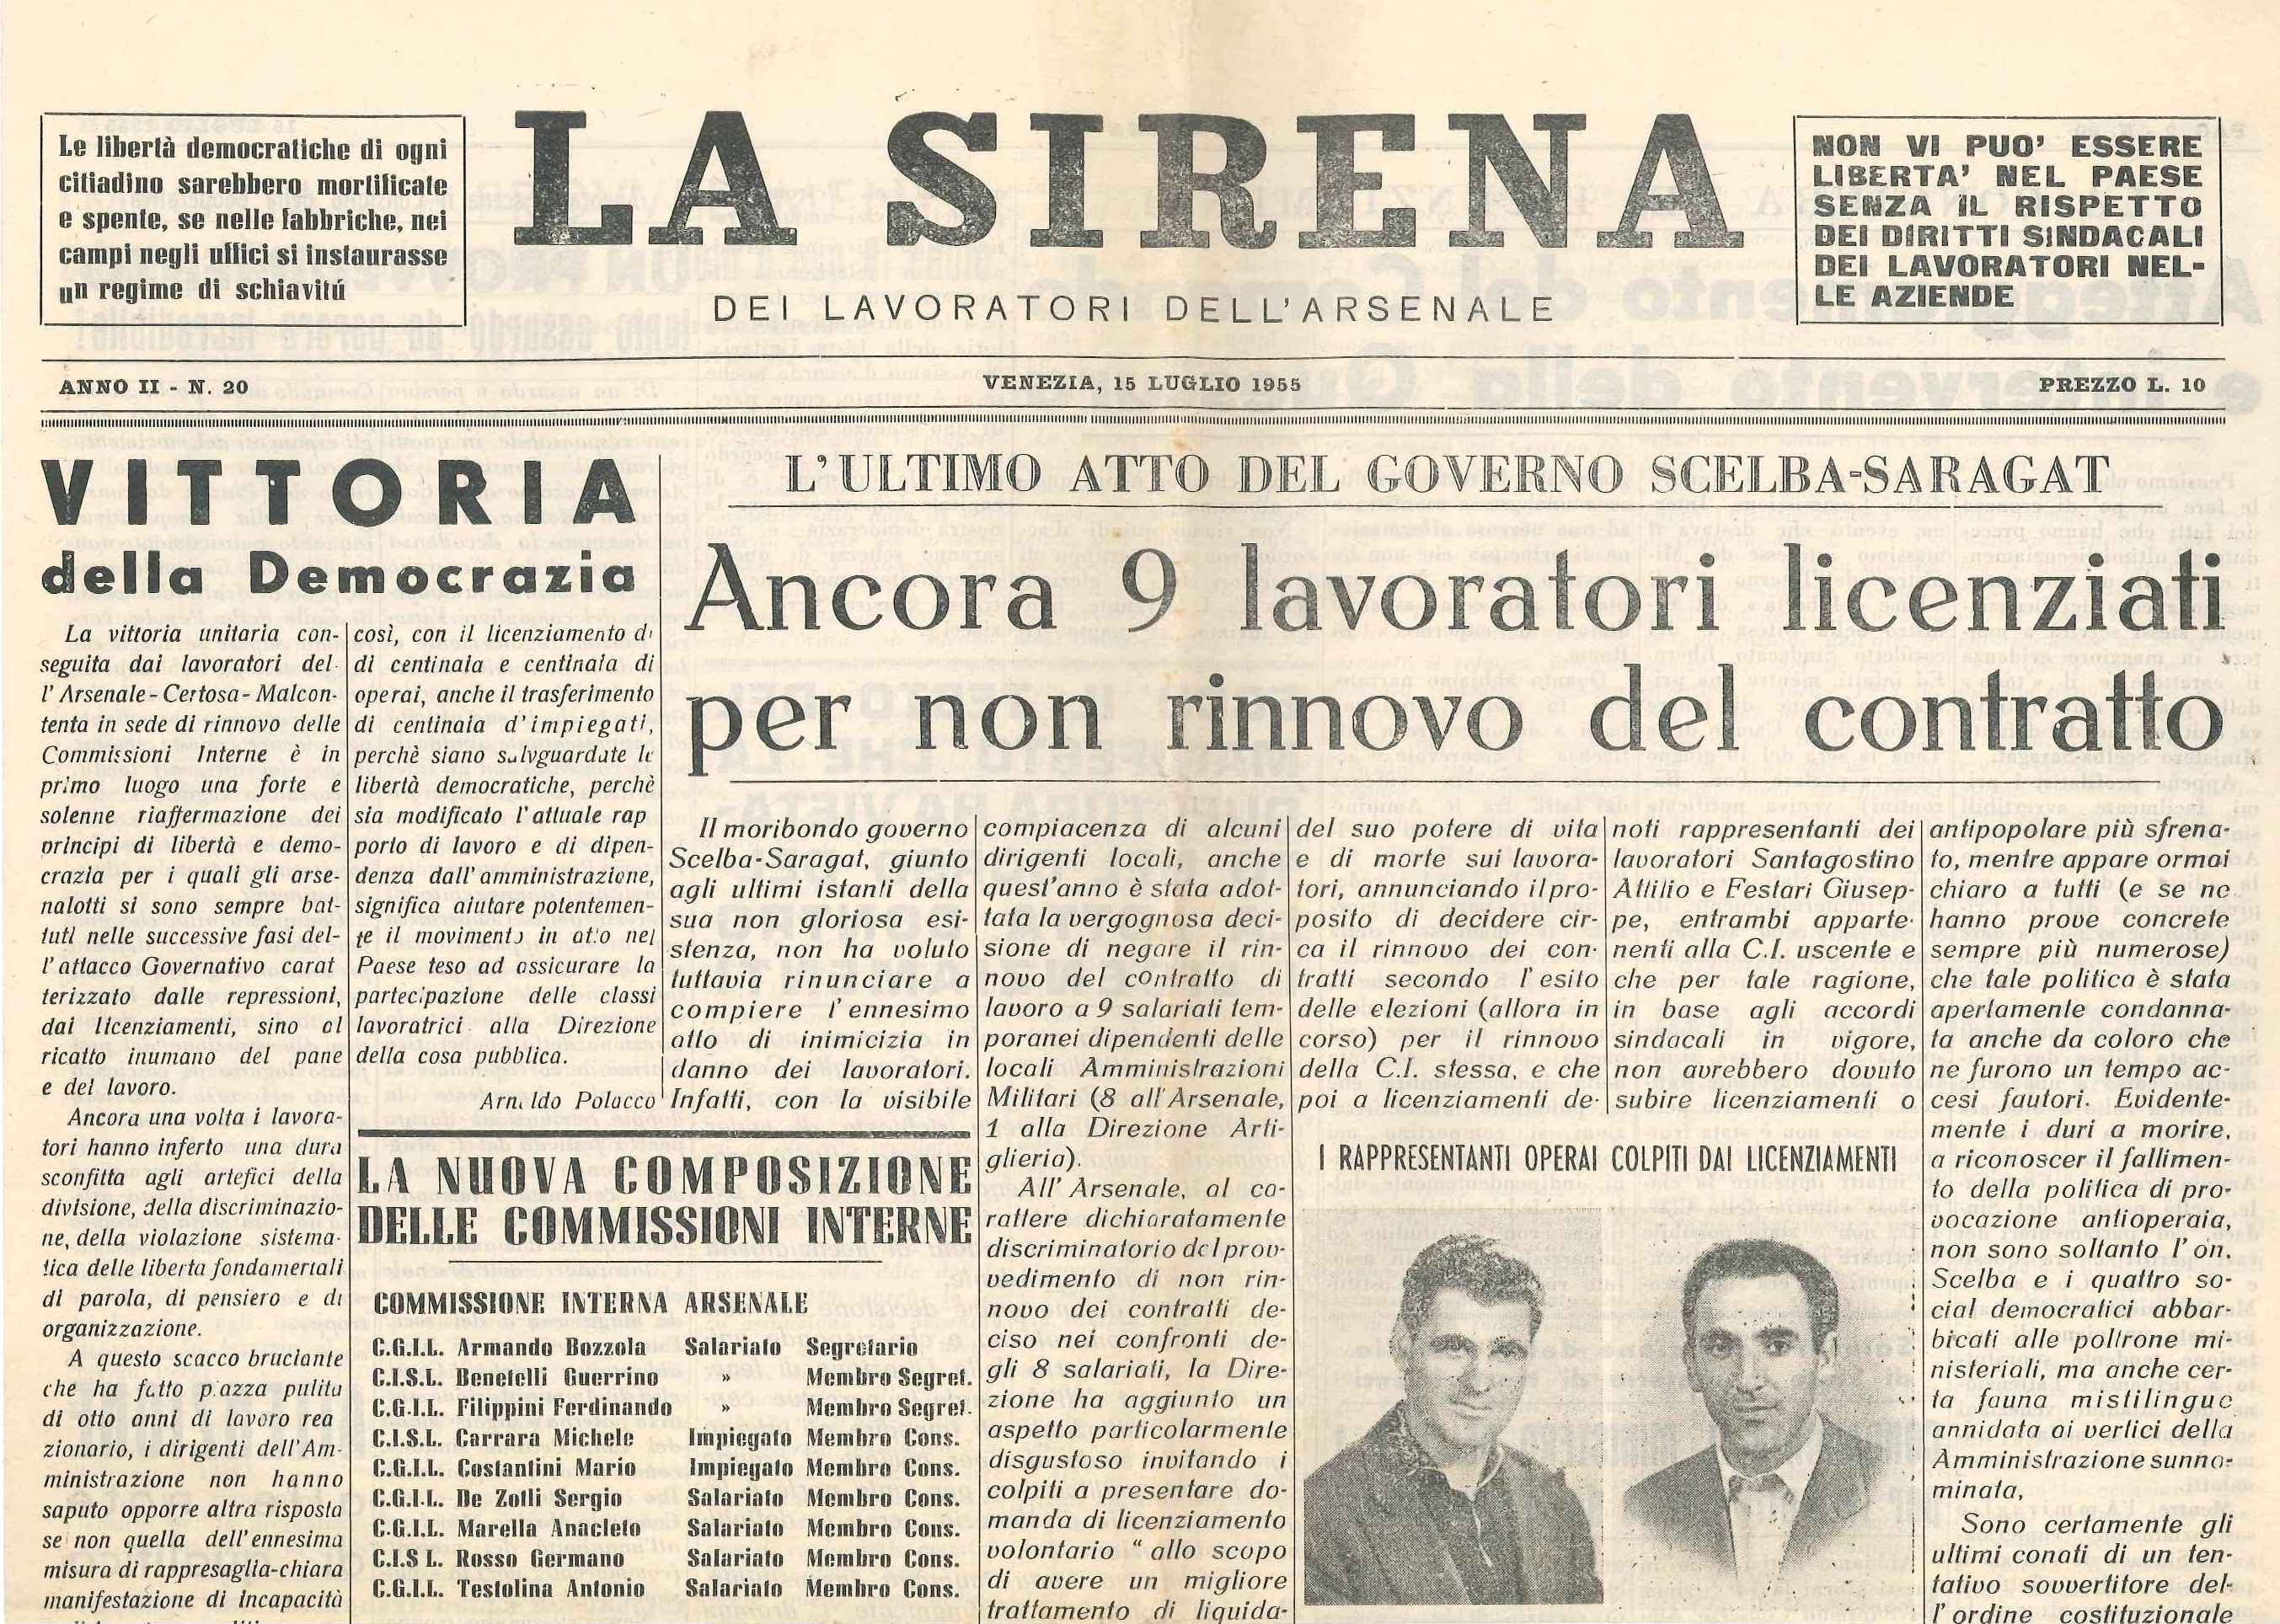 Le libertà democratiche di ogni
cittadino sarebbero mortificate
e spente, se nelle fabbriche, nei
campi negli uffici si instaurasse
un regime di schiavitú
LA SIRENA
DEI LAVORATORI DELL'ARSENALE
NON VI PUO' ESSERE
LIBERTA' NEL PAESE
SENZA IL RISPETTO
DEI DIRITTI SINDACALI
DEI LAVORATORI NEL-
LE AZIENDE
ANNO II - N. 20
VENEZIA, 15 LUGLIO 1955
PREZZO L. 10
VITTORIA
della Democrazia
La vittoria unitaria con-
seguita dai lavoratori del-
l'Arsenale - Certosa - Malcon-
tenta in sede di rinnovo delle
Commissioni Interne è in
primo luogo una forte e
solenne riaffermazione dei
principi di libertà e demo-
crazia per i quali gli arse-
nalotti si sono sempre bat-
tuti nelle successive fasi del-
l'attacco Governativo carat
terizzato dalle repressioni,
dai licenziamenti, sino al
ricatto inumano del pane
e del lavoro.
Ancora una volta i lavora-
tori hanno inferto una dura
sconfitta agli artefici della
divisione, della discriminazio-
ne, della violazione sistema-
tica delle liberta fondamentali
di parola, di pensiero e di
organizzazione.
A questo scacco bruciante
che ha fatto piazza pulita
di otto anni di lavoro rea
zionario, i dirigenti dell'Am-
ministrazione non hanno
saputo opporre altra risposta
se non quella dell'ennesima
misura di rappresaglia-chiara
manifestazione di incapacità
così, con il licenziamento di
di centinaia e centinaia di
operai, anche il trasferimento
di centinaia d'impiegati,
perchè siano salvguardate le
libertà democratiche, perchè
sia modificato l'attuale rap
porto di lavoro e di dipen-
denza dall'amministrazione,
significa aiutare potentemen-
te il movimento in atto nel
Paese teso ad assicurare la
partecipazione delle classi
lavoratrici alla Direzione
della cosa pubblica.
Arnaldo Polacco
L'ULTIMO ATTO DEL GOVERNO SCELBA-SARAGAT
Ancora 9 lavoratori licenziati
per non rinnovo del contratto
Il moribondo governo
Scelba-Saragat, giunto
agli ultimi istanti della
sua non gloriosa esi-
stenza, non ha voluto
tuttavia rinunciare a
compiere l'ennesimo
atto di inimicizia in
danno dei lavoratori.
Infatti, con la visibile
compiacenza di alcuni
dirigenti locali, anche
quest'anno è stata adot-
tata la vergognosa deci-
sione di negare il rin-
novo del contratto di
lavoro a 9 salariati tem-
poranei dipendenti delle
locali Amministrazioni
Militari (8 all'Arsenale,
1 alla Direzione Arti-
glieria).
All'Arsenale, al ca-
rattere dichiaratamente
discriminatorio del prov-
vedimento di non rin-
novo dei contratti de-
ciso nei confronti de-
gli 8 salariati, la Dire-
zione ha aggiunto un
aspetto particolarmente
disgustoso invitando i
colpiti a presentare do-
manda di licenziamento
volontario " allo scopo
di avere un migliore
trattamento di liquida-
del suo potere di vita
e di morte sui lavora-
tori, annunciando il pro-
posito di decidere cir-
ca il rinnovo dei con-
tratti secondo l'esito
delle elezioni (allora in
corso) per il rinnovo
della C.I. stessa, e che
poi a licenziamenti de-
noti rappresentanti dei
lavoratori Santagostino
Attilio e Festari Giusep-
pe, entrambi apparte-
nenti alla C.I. uscente e
che per tale ragione,
in base agli accordi
sindacali in vigore,
non avrebbero dovuto
subire licenziamenti o
antipopolare più sfrena-
to, mentre appare ormai
chiaro a tutti (e se ne
hanno prove concrete
sempre più numerose)
che tale politica è stata
apertamente condanna-
ta anche da coloro che
ne furono un tempo ac-
cesi fautori. Evidente-
mente i duri a morire,
a riconoscer il fallimen-
to della politica di pro-
vocazione antioperaia,
non sono soltanto l'on.
Scelba e i quattro so-
cial democratici abbar-
bicati alle poltrone mi-
nisteriali, ma anche cer-
ta fauna mistilingue
annidata ai vertici della
Amministrazione sunno-
minata,
Sono certamente gli
ultimi conati di un ten-
tativo sovvertitore del-
l'ordine costituzionale
I RAPPRESENTANTI OPERAI COLPITI DAI LICENZIAMENTI
LA NUOVA COMPOSIZIONE
DELLE COMMISSIONI INTERNE
COMMISSIONE INTERNA ARSENALE
C.G.I.L. Armando Bozzola Salariato Segretario
C.I.S.L. Benetelli Guerrino » Membro Segret.
C.G.I.L. Filippini Ferdinando » Membro Segret.
C.I.S.L. Carrara Michele Impiegato Membro Cons.
C.G.I.L. Costantini Mario Impiegato Membro Cons.
C.G.I.L. De Zolli Sergio Salariato Membro Cons.
C.G.I.L. Marella Anacleto Salariato Membro Cons.
C.I.S L. Rosso Germano Salariato Membro Cons.
C.G.I.L. Testolina Antonio Salariato Membro Cons.